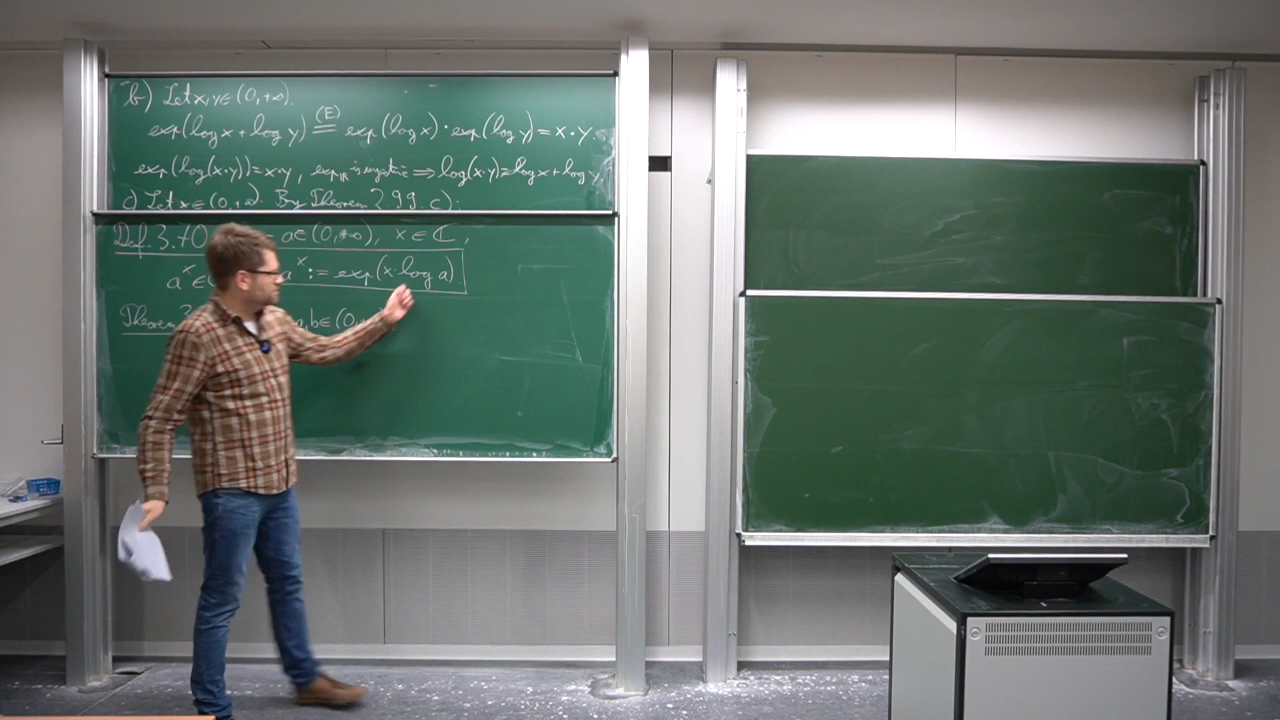 b) Let x,y∈(0,+∞).
exp(log x + log y) (E)= exp(log x)·exp(log y) = x·y.
exp(log(x·y)) = x·y, exp|ℝ is injective ⇒ log(x·y) = log x + log y.
c) Let x∈(0,+∞). By Theorem 2.99. c):
Def. 3.70 a∈(0,+∞), x∈ℂ,
a^x ∈ a^x := exp(x·log a).
Theorem b∈(0,